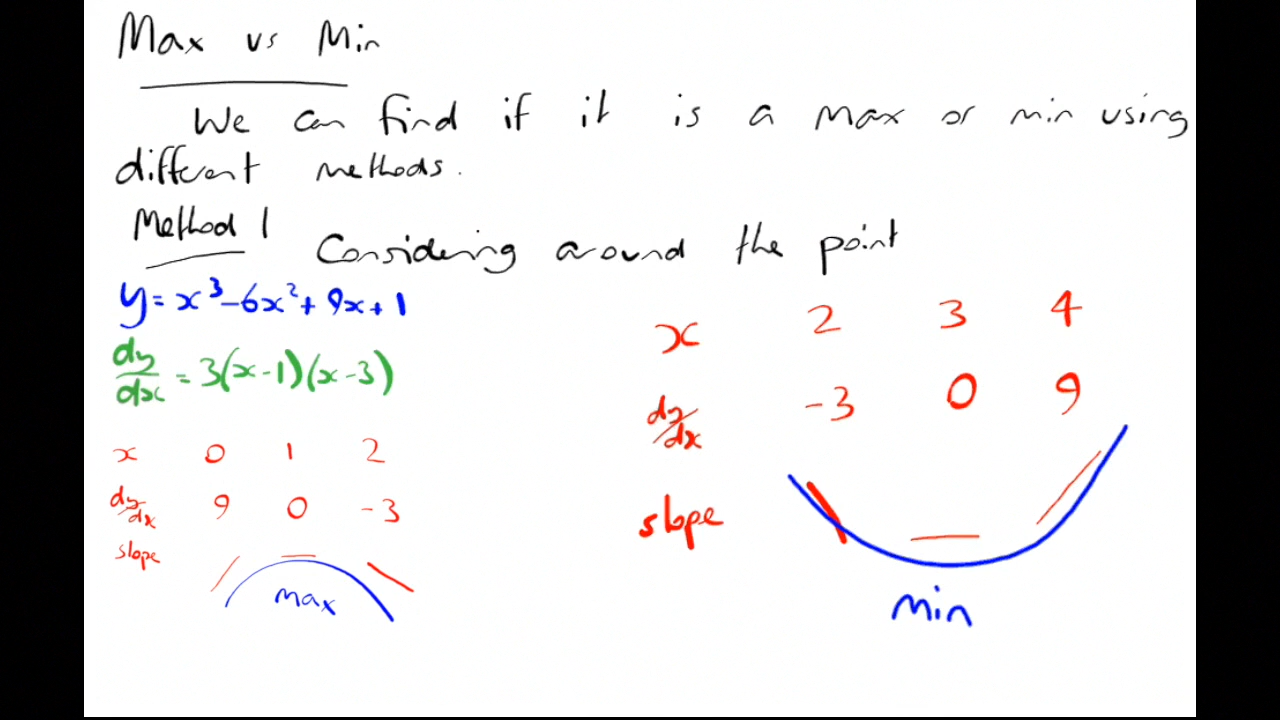 Max vs Min
We can find if it is a max or min using
different methods.
Method 1 Considering around the point
y = x³ - 6x² + 9x + 1
dy/dx = 3(x-1)(x-3)
x 0 1 2
dy/dx 9 0 -3
slope
max
x 2 3 4
dy/dx -3 0 9
slope
min